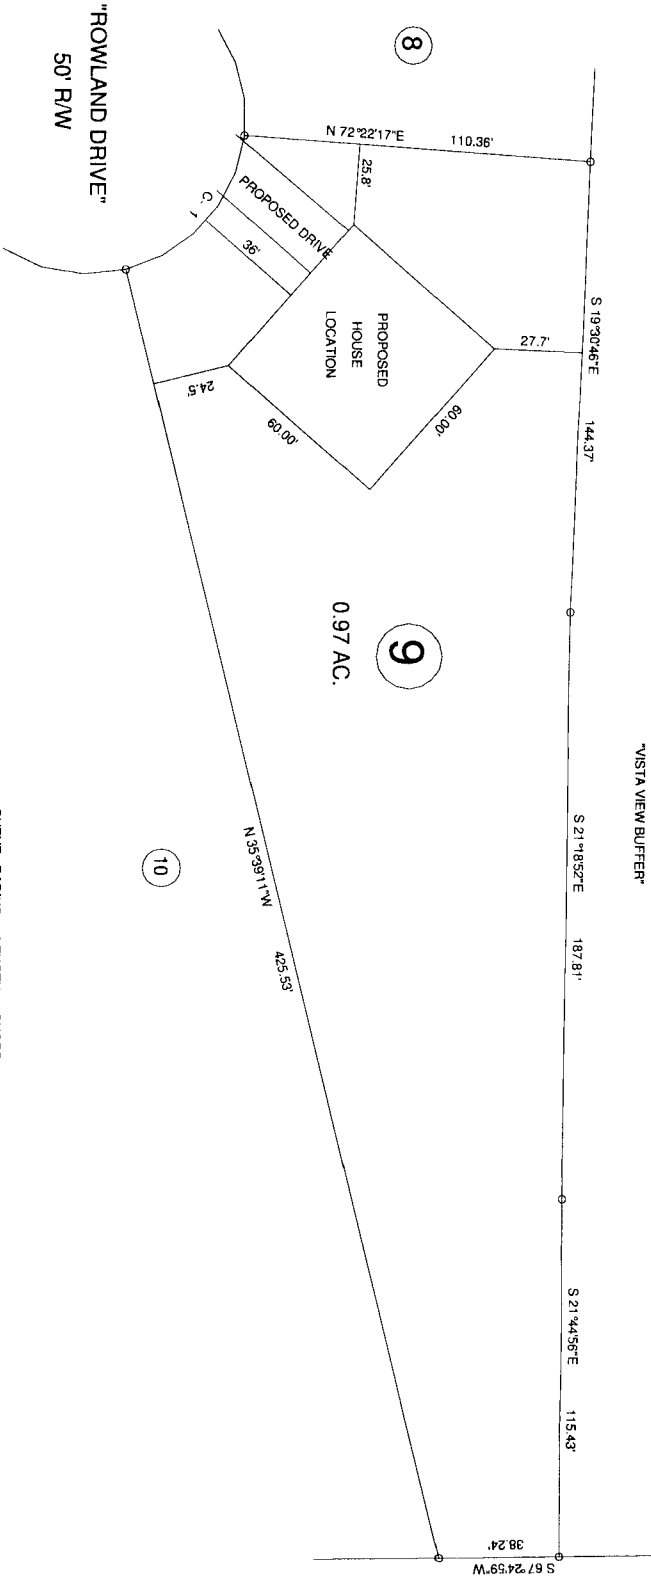 "ROWLAND DRIVE"
50' R/W
8
N 72°22'17"E
110.36'
25.8'
PROPOSED DRIVE
C- 1
36'
PROPOSED
HOUSE
LOCATION
27.7'
S 19°30'46"E
144.37'
24.5'
60.00'
60.00'
9
0.97 AC.
"VISTA VIEW BUFFER"
S 21°18'52"E
187.81'
10
N 35°39'11"W
425.53'
S 21°44'56"E
115.43'
38.24'
S 67°24'59"W